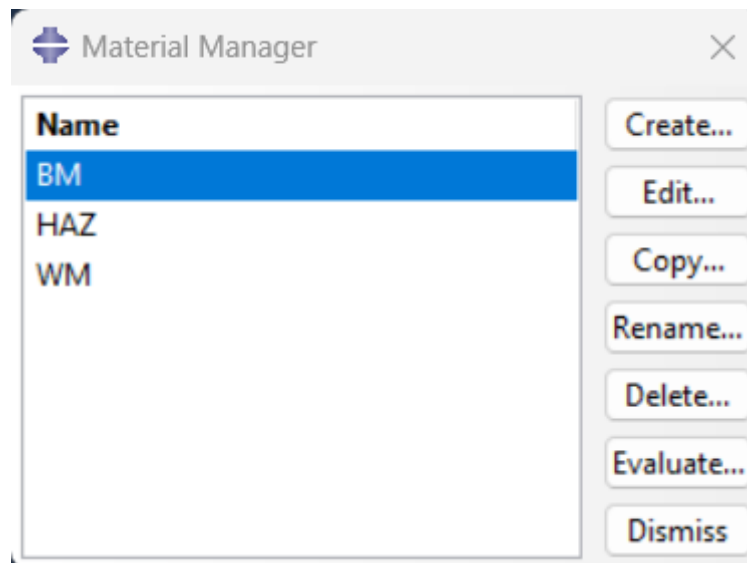 Material Manager
Name
BM
HAZ
WM
Create...
Edit...
Copy...
Rename...
Delete...
Evaluate...
Dismiss